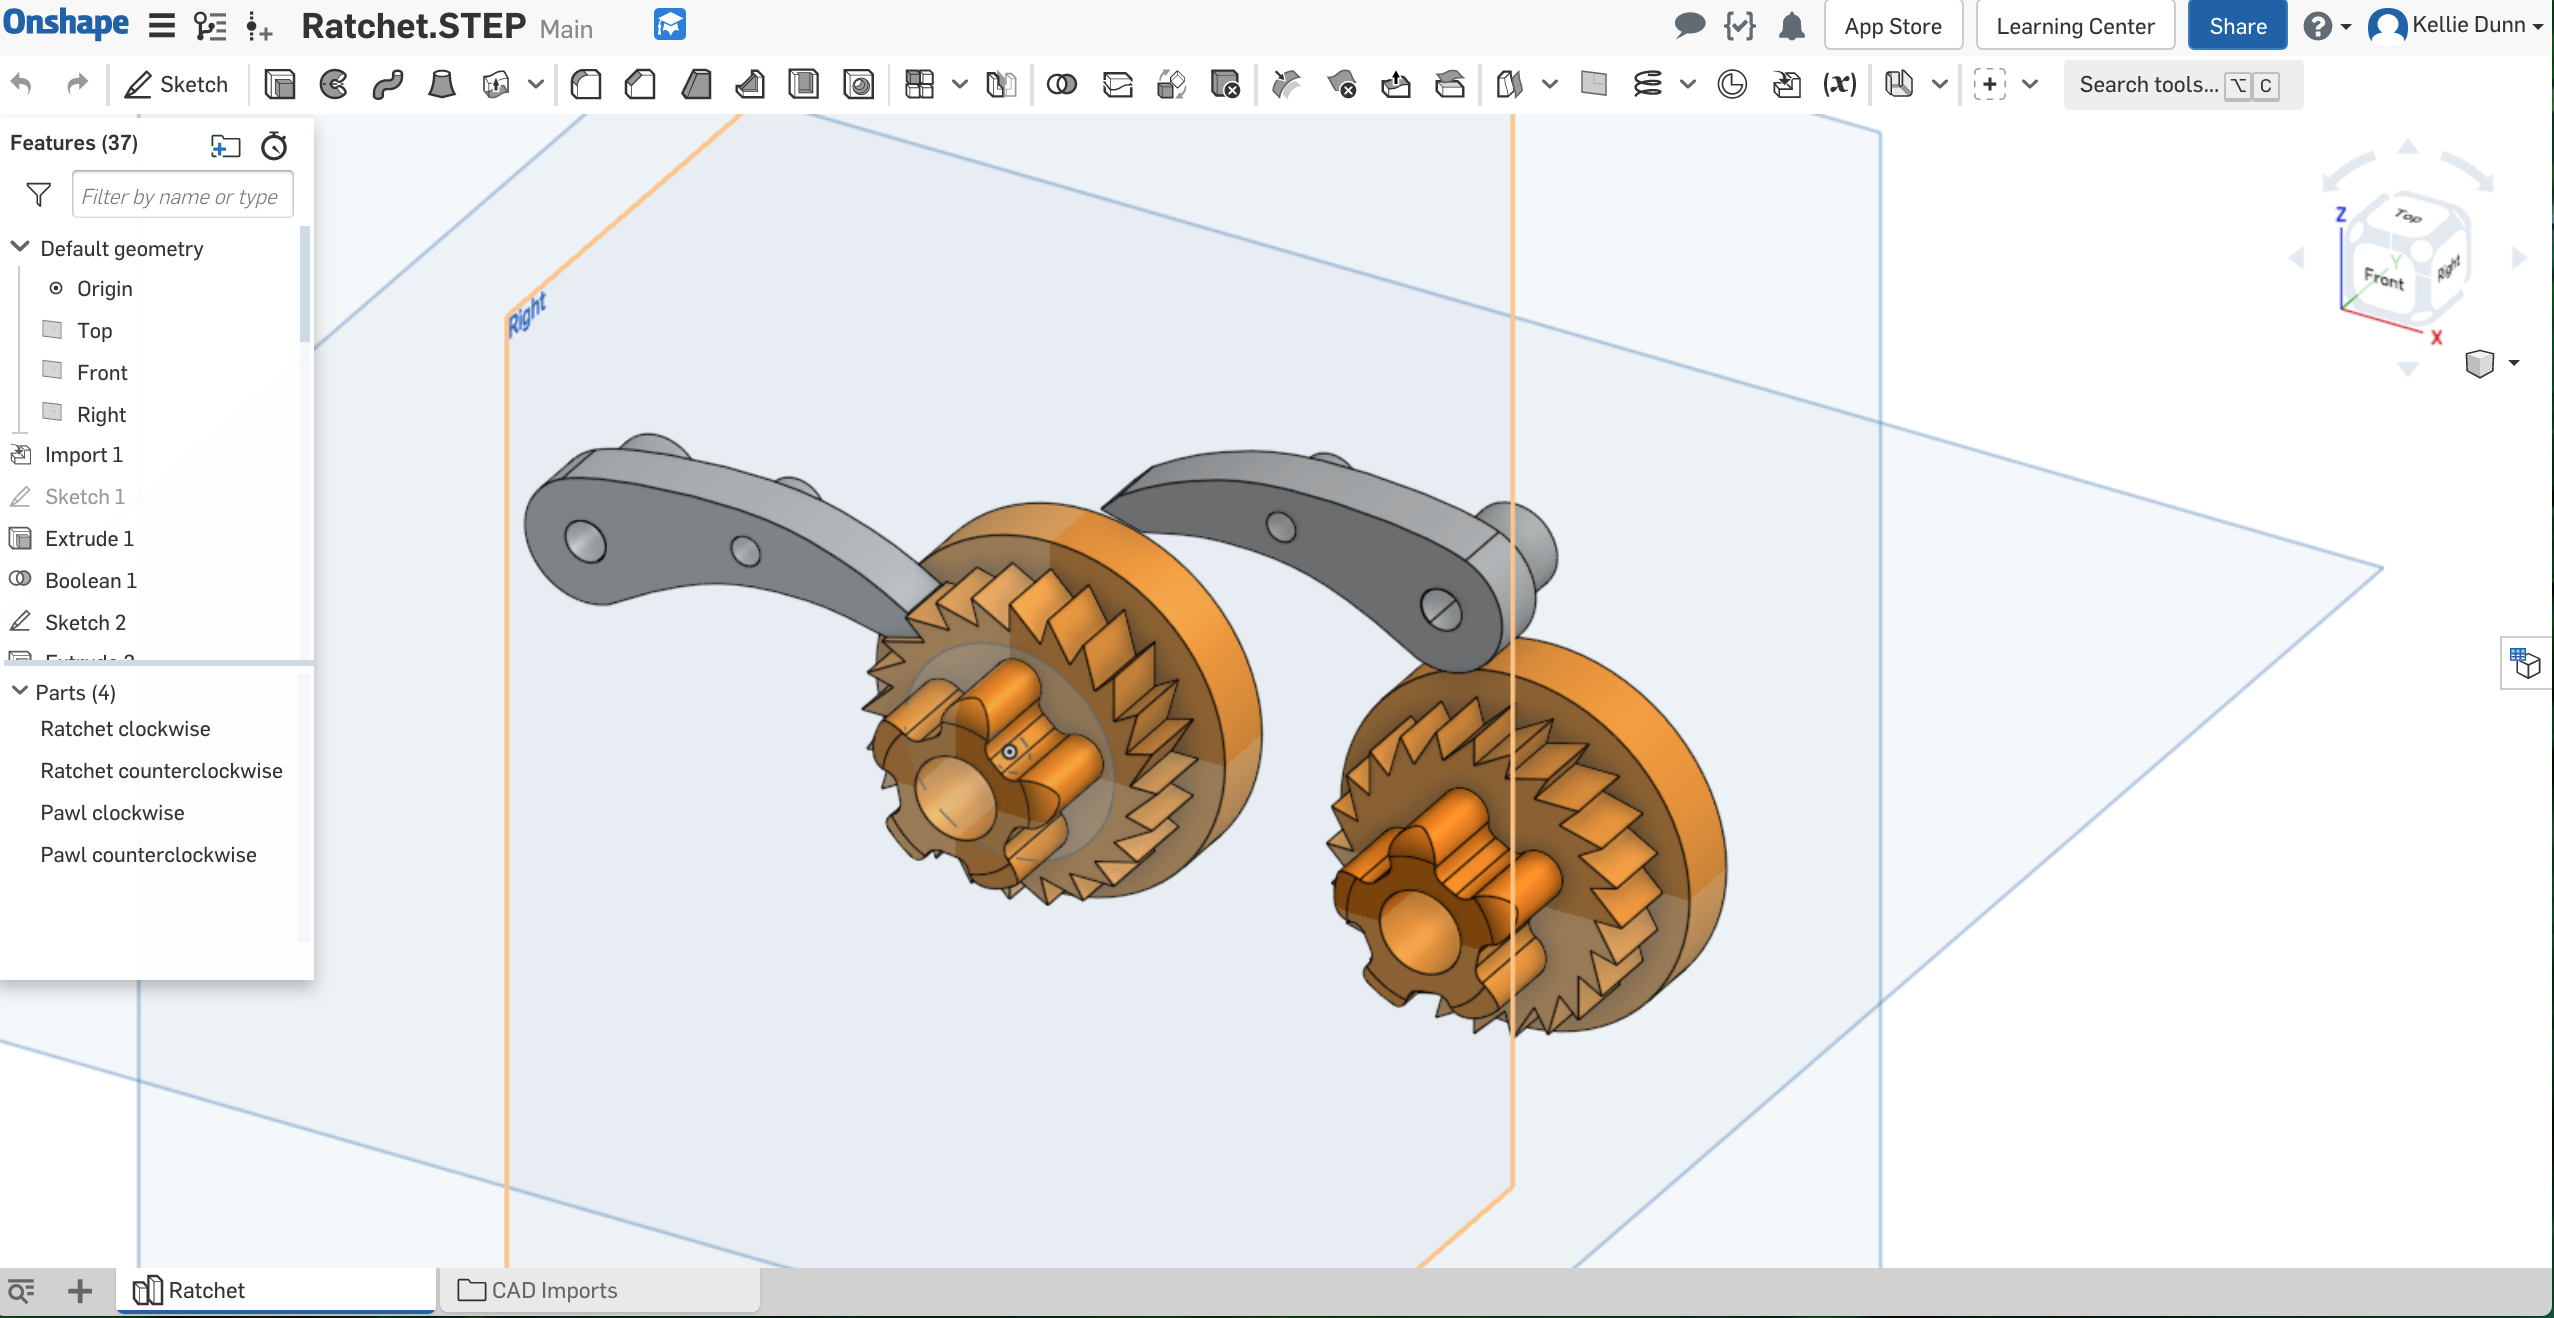 Onshape Ratchet.STEP Main App Store Learning Center Share Kellie Dunn
Sketch (x) Search tools... ⌥ C
Features (37)
Filter by name or type
Default geometry
Origin
Top
Front
Right
Import 1
Sketch 1
Extrude 1
Boolean 1
Sketch 2
Extrude 2
Parts (4)
Ratchet clockwise
Ratchet counterclockwise
Pawl clockwise
Pawl counterclockwise
Right
Z
Top
Y
Front
Right
X
Ratchet
CAD Imports